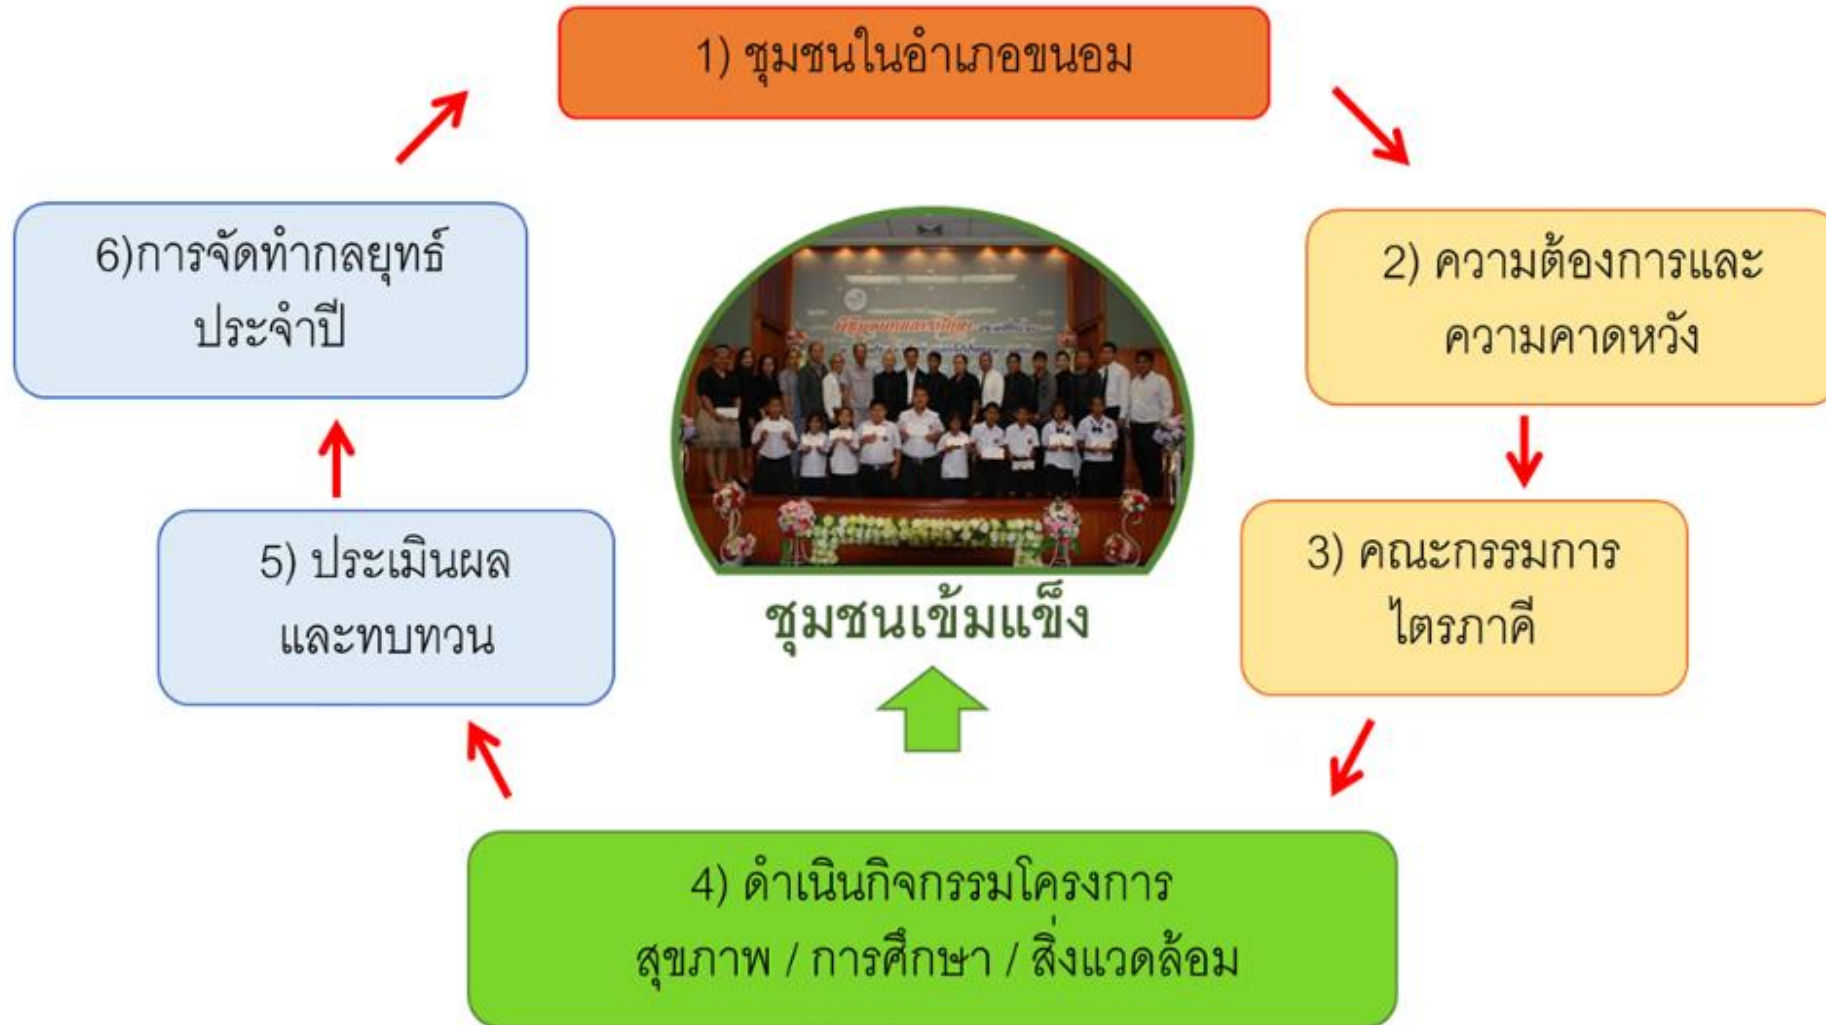 1) ชุมชนในอำเภอขนอม
2) ความต้องการและ
ความคาดหวัง
3) คณะกรรมการ
ไตรภาคี
4) ดำเนินกิจกรรมโครงการ
สุขภาพ / การศึกษา / สิ่งแวดล้อม
5) ประเมินผล
และทบทวน
6)การจัดทำกลยุทธ์
ประจำปี
ชุมชนเข้มแข็ง